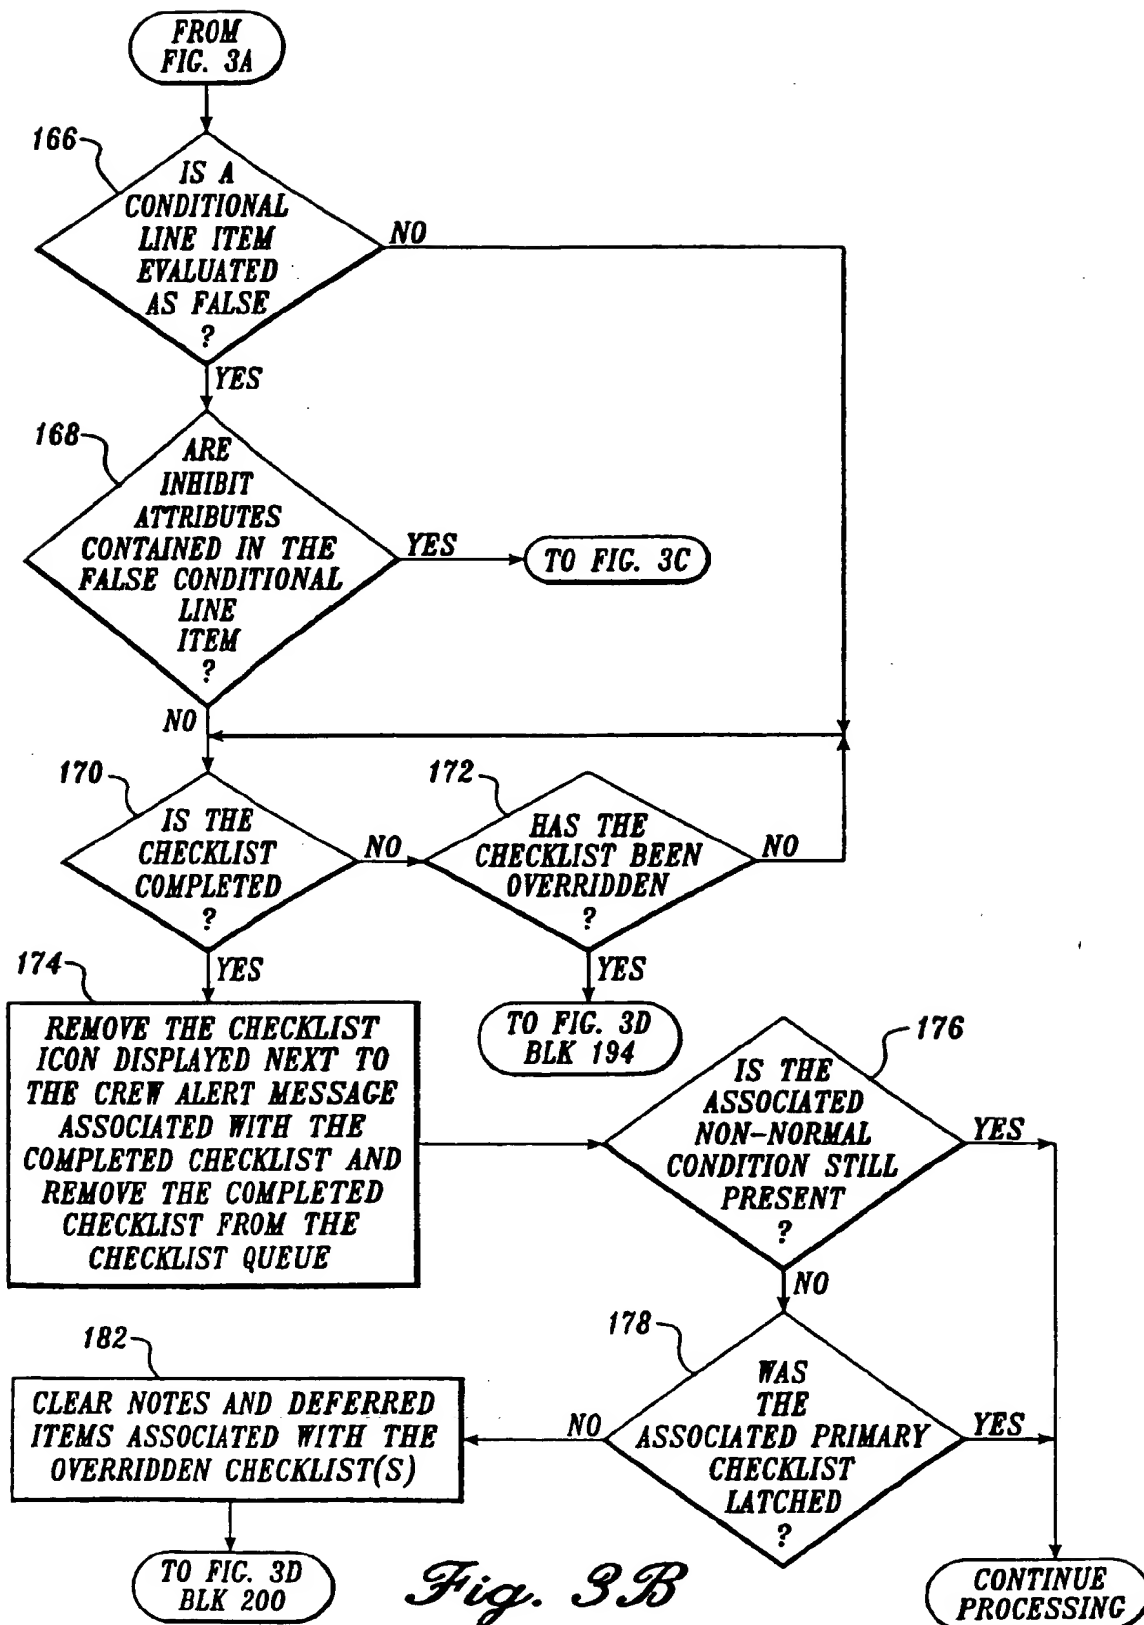 FROM
FIG. 3A
166
IS A
CONDITIONAL
LINE ITEM
EVALUATED
AS FALSE
?
NO
YES
168
ARE
INHIBIT
ATTRIBUTES
CONTAINED IN THE
FALSE CONDITIONAL
LINE
ITEM
?
YES
TO FIG. 3C
NO
170
IS THE
CHECKLIST
COMPLETED
?
NO
172
HAS THE
CHECKLIST BEEN
OVERRIDDEN
?
NO
YES
TO FIG. 3D
BLK 194
YES
174
REMOVE THE CHECKLIST
ICON DISPLAYED NEXT TO
THE CREW ALERT MESSAGE
ASSOCIATED WITH THE
COMPLETED CHECKLIST AND
REMOVE THE COMPLETED
CHECKLIST FROM THE
CHECKLIST QUEUE
176
IS THE
ASSOCIATED
NON-NORMAL
CONDITION STILL
PRESENT
?
YES
NO
178
WAS
THE
ASSOCIATED PRIMARY
CHECKLIST
LATCHED
?
YES
NO
182
CLEAR NOTES AND DEFERRED
ITEMS ASSOCIATED WITH THE
OVERRIDDEN CHECKLIST(S)
TO FIG. 3D
BLK 200
Fig. 3B
CONTINUE
PROCESSING